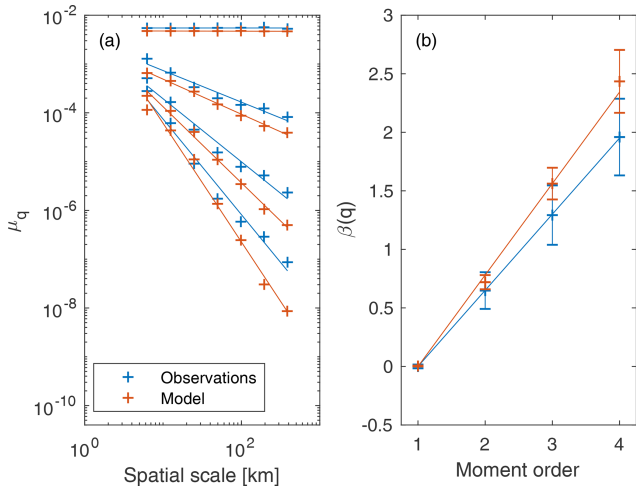 (a)
10^-2
10^-4
10^-6
10^-8
10^-10
μ_q
Observations
Model
10^0
10^2
Spatial scale [km]
(b)
3
2.5
2
1.5
1
0.5
0
-0.5
β(q)
1 2 3 4
Moment order